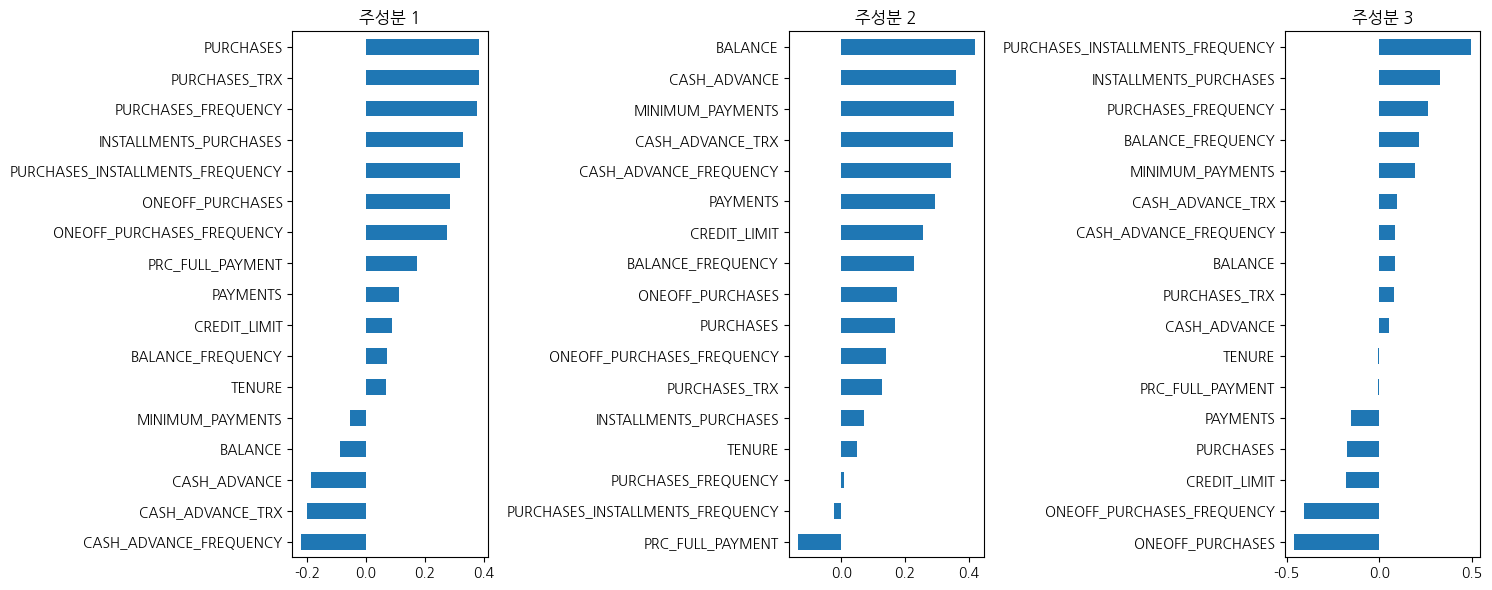 주성분 1
PURCHASES
PURCHASES_TRX
PURCHASES_FREQUENCY
INSTALLMENTS_PURCHASES
PURCHASES_INSTALLMENTS_FREQUENCY
ONEOFF_PURCHASES
ONEOFF_PURCHASES_FREQUENCY
PRC_FULL_PAYMENT
PAYMENTS
CREDIT_LIMIT
BALANCE_FREQUENCY
TENURE
MINIMUM_PAYMENTS
BALANCE
CASH_ADVANCE
CASH_ADVANCE_TRX
CASH_ADVANCE_FREQUENCY
-0.2 0.0 0.2 0.4
주성분 2
BALANCE
CASH_ADVANCE
MINIMUM_PAYMENTS
CASH_ADVANCE_TRX
CASH_ADVANCE_FREQUENCY
PAYMENTS
CREDIT_LIMIT
BALANCE_FREQUENCY
ONEOFF_PURCHASES
PURCHASES
ONEOFF_PURCHASES_FREQUENCY
PURCHASES_TRX
INSTALLMENTS_PURCHASES
TENURE
PURCHASES_FREQUENCY
PURCHASES_INSTALLMENTS_FREQUENCY
PRC_FULL_PAYMENT
0.0 0.2 0.4
주성분 3
PURCHASES_INSTALLMENTS_FREQUENCY
INSTALLMENTS_PURCHASES
PURCHASES_FREQUENCY
BALANCE_FREQUENCY
MINIMUM_PAYMENTS
CASH_ADVANCE_TRX
CASH_ADVANCE_FREQUENCY
BALANCE
PURCHASES_TRX
CASH_ADVANCE
TENURE
PRC_FULL_PAYMENT
PAYMENTS
PURCHASES
CREDIT_LIMIT
ONEOFF_PURCHASES_FREQUENCY
ONEOFF_PURCHASES
-0.5 0.0 0.5